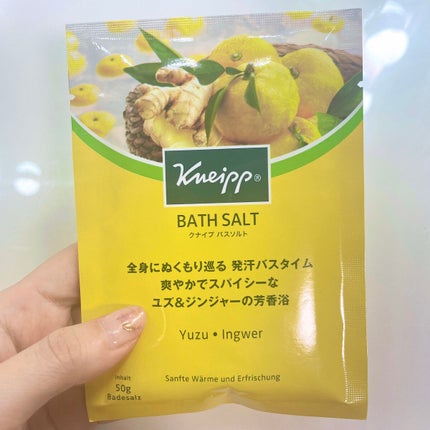 Kneipp®
BATH SALT
クナイプ バスソルト
全身にぬくもり巡る 発汗バスタイム
爽やかでスパイシーな
ユズ&ジンジャーの芳香浴
Yuzu • Ingwer
Inhalt
50g
Badesalz
Sanfte Wärme und Erfrischung